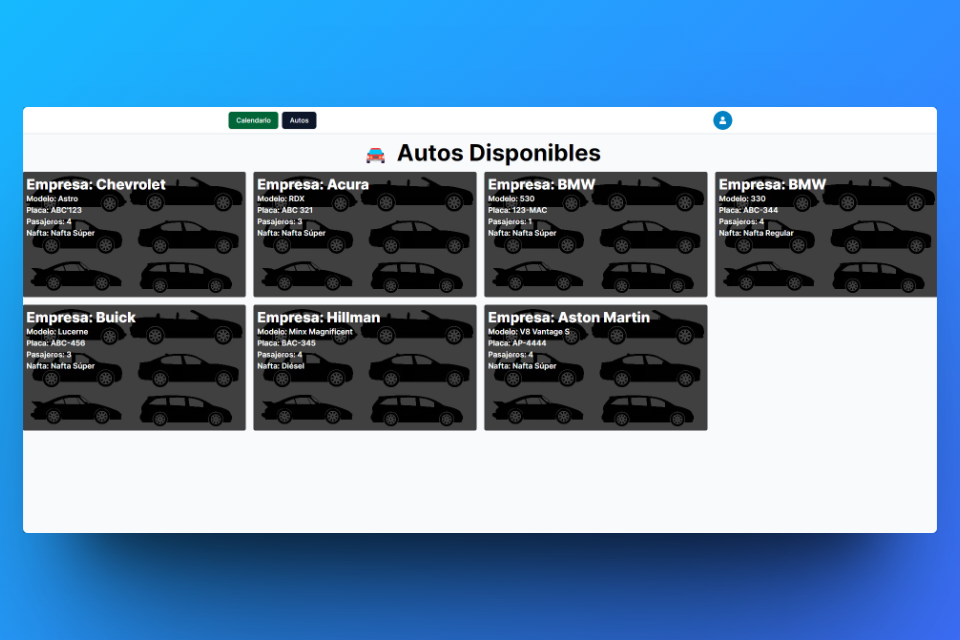 Calendario
Autos
Autos Disponibles
Empresa: Chevrolet
Modelo: Astro
Placa: ABC'123
Pasajeros: 4
Nafta: Nafta Súper
Empresa: Acura
Modelo: RDX
Placa: ABC 321
Pasajeros: 3
Nafta: Nafta Súper
Empresa: BMW
Modelo: 530
Placa: 123-MAC
Pasajeros: 1
Nafta: Nafta Súper
Empresa: BMW
Modelo: 330
Placa: ABC-344
Pasajeros: 4
Nafta: Nafta Regular
Empresa: Buick
Modelo: Lucerne
Placa: ABC-456
Pasajeros: 3
Nafta: Nafta Súper
Empresa: Hillman
Modelo: Minx Magnificent
Placa: BAC-345
Pasajeros: 4
Nafta: Diésel
Empresa: Aston Martin
Modelo: V8 Vantage S
Placa: AP-4444
Pasajeros: 4
Nafta: Nafta Súper